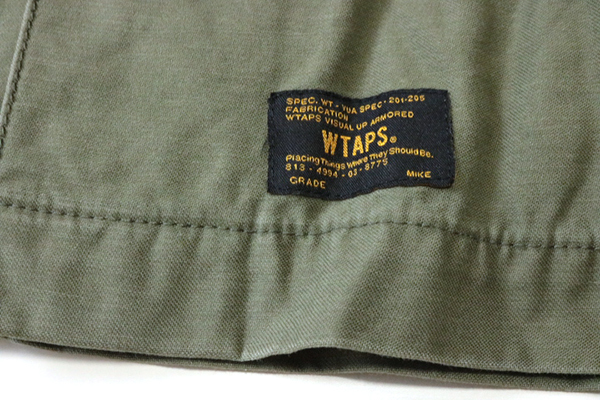 SPEC. WT - VUA SPEC - 201-205
FABRICATION
WTAPS VISUAL UP ARMORED
WTAPS®
Placing Things Where They Should Be.
813 - 4994 - 03 - 8775
GRADE MIKE